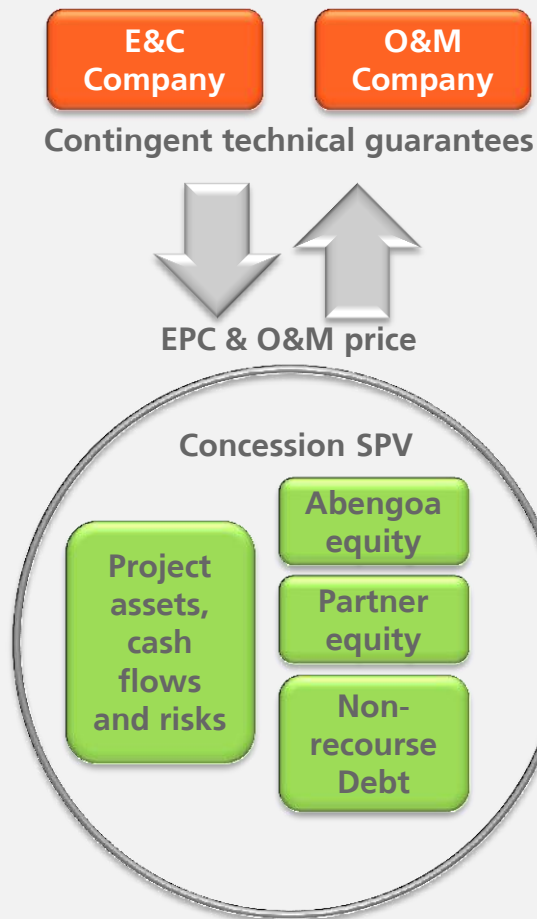 E&C
Company
O&M
Company
Contingent technical guarantees
EPC & O&M price
Concession SPV
Project
assets,
cash
flows
and risks
Abengoa
equity
Partner
equity
Non-
recourse
Debt